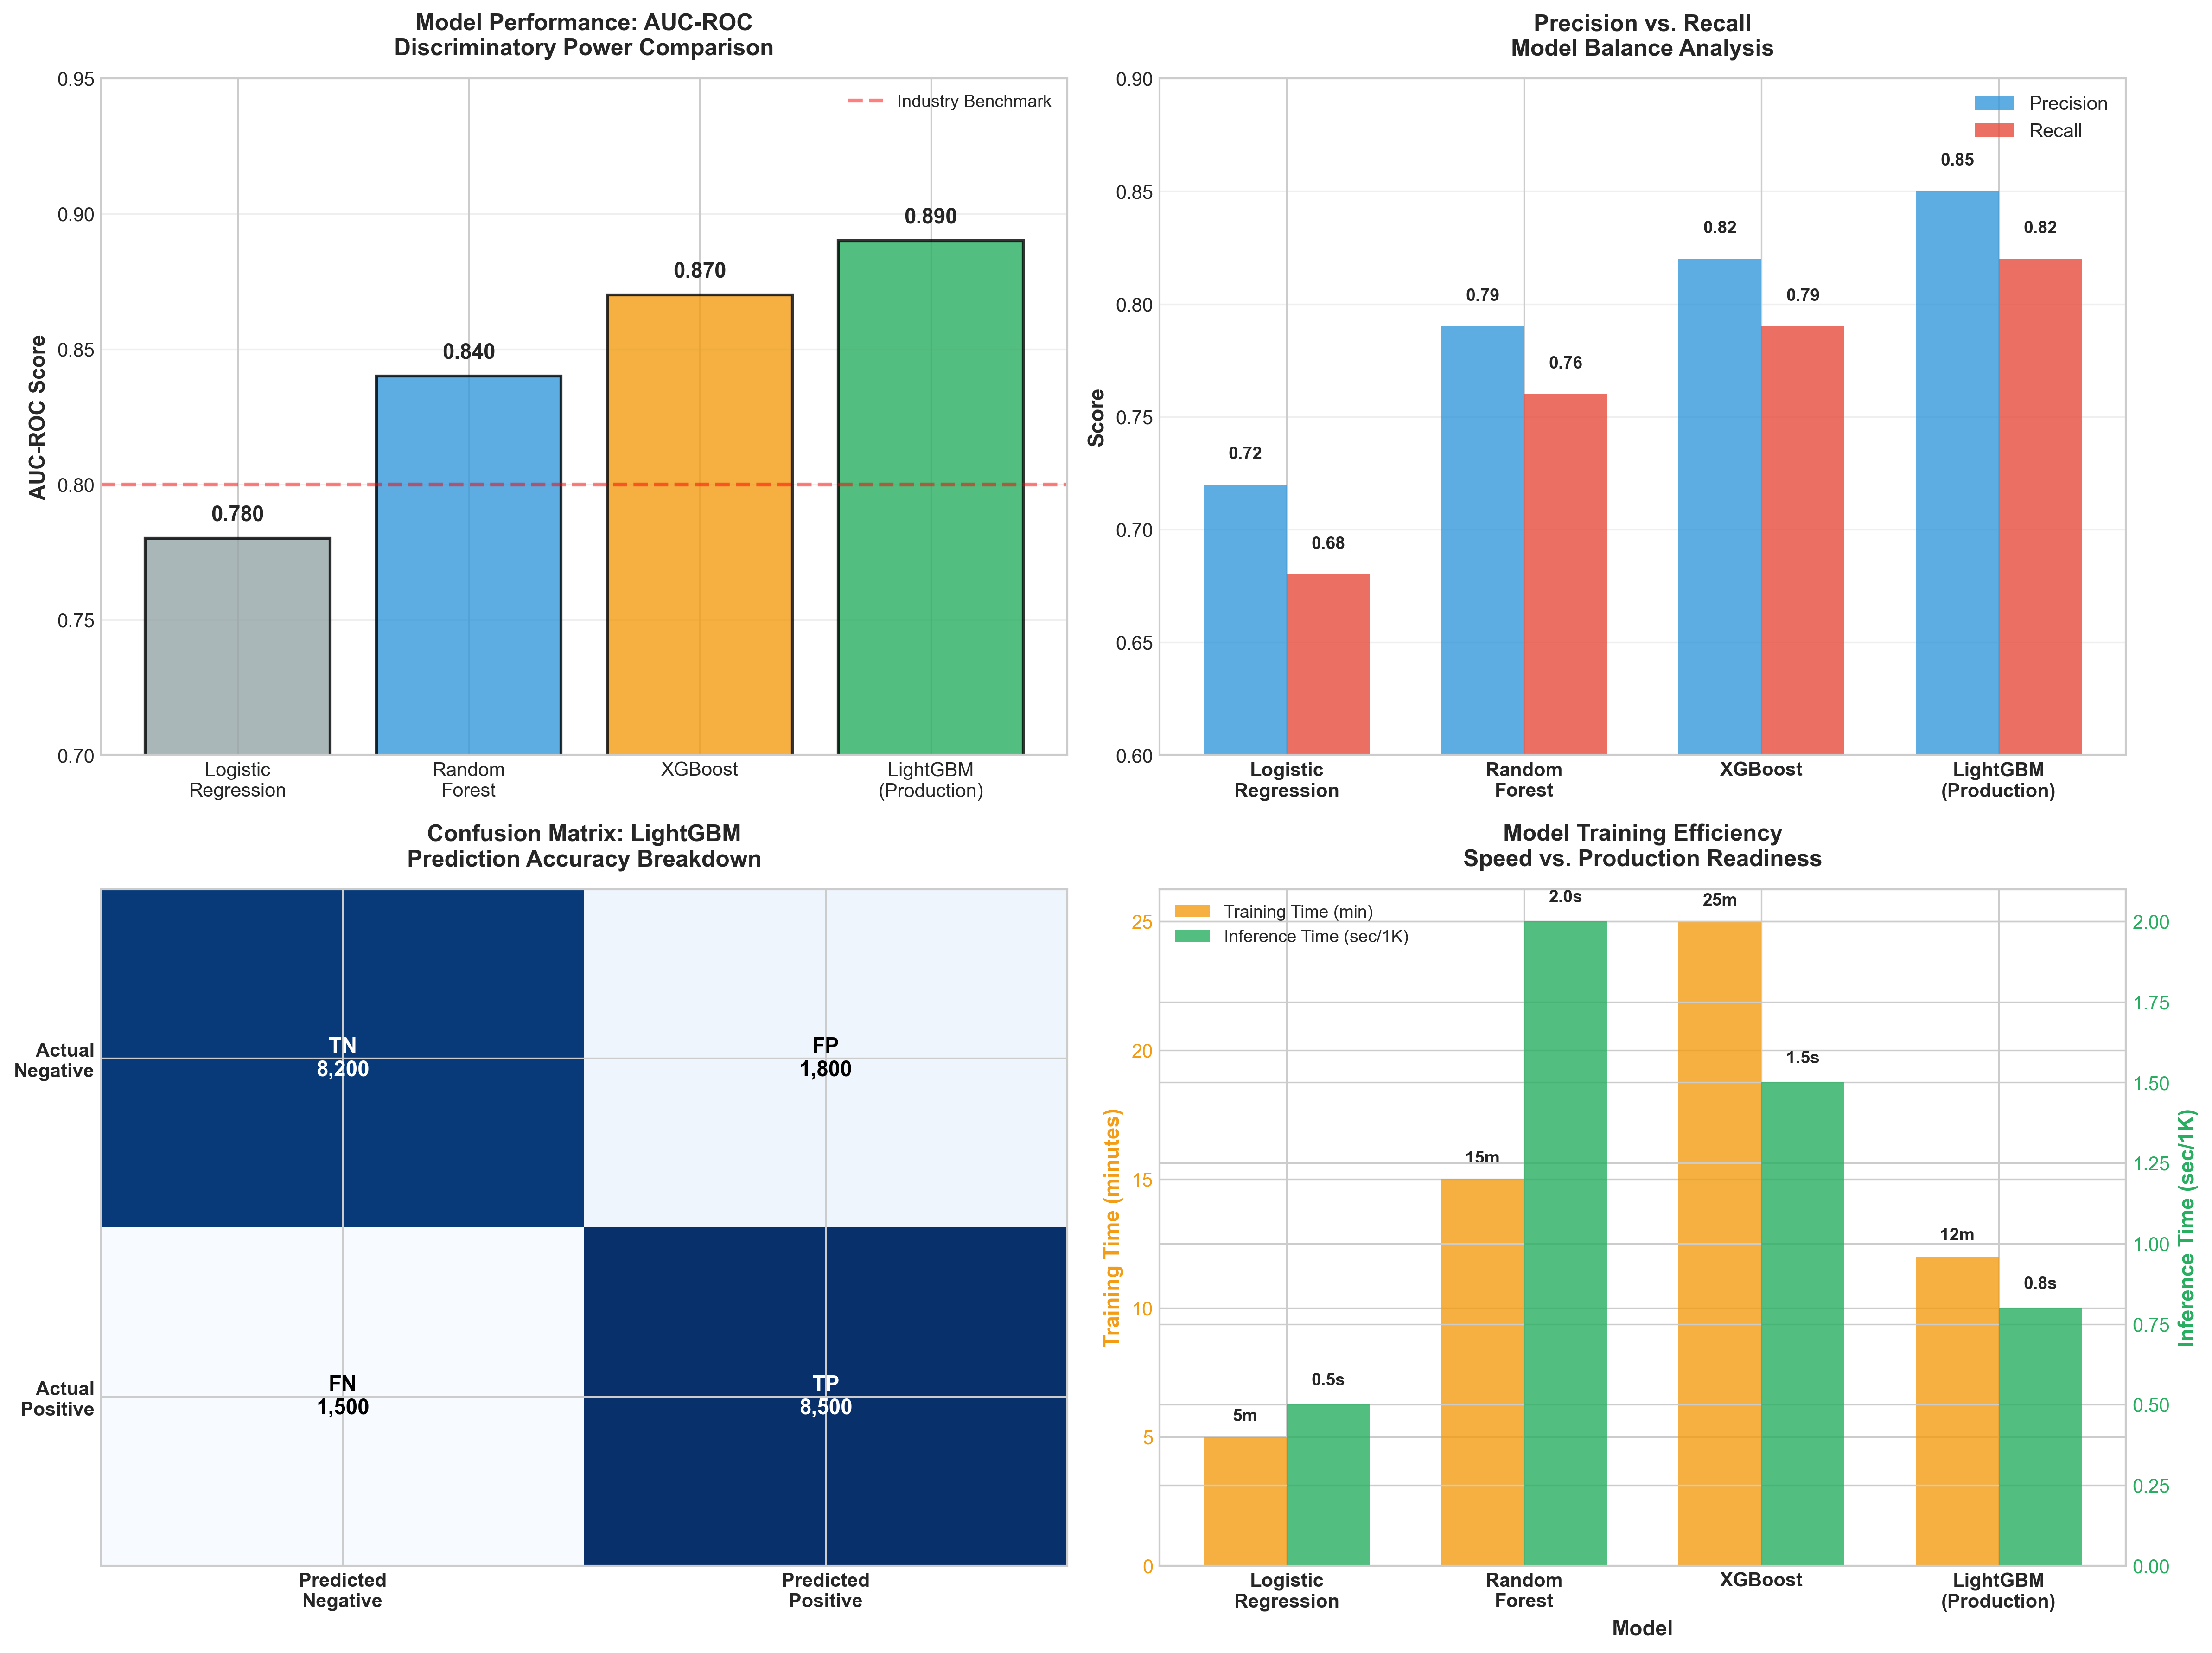 Model Performance: AUC-ROC
Discriminatory Power Comparison
0.95
0.90
0.85
0.80
0.75
0.70
AUC-ROC Score
Industry Benchmark
0.780
0.840
0.870
0.890
Logistic
Regression
Random
Forest
XGBoost
LightGBM
(Production)
Precision vs. Recall
Model Balance Analysis
0.90
0.85
0.80
0.75
0.70
0.65
0.60
Score
Precision
Recall
0.72
0.68
0.79
0.76
0.82
0.79
0.85
0.82
Logistic
Regression
Random
Forest
XGBoost
LightGBM
(Production)
Confusion Matrix: LightGBM
Prediction Accuracy Breakdown
Actual
Negative
Actual
Positive
TN
8,200
FP
1,800
FN
1,500
TP
8,500
Predicted
Negative
Predicted
Positive
Model Training Efficiency
Speed vs. Production Readiness
25
20
15
10
5
0
Training Time (minutes)
Training Time (min)
Inference Time (sec/1K)
5m
0.5s
15m
2.0s
25m
1.5s
12m
0.8s
2.00
1.75
1.50
1.25
1.00
0.75
0.50
0.25
0.00
Inference Time (sec/1K)
Logistic
Regression
Random
Forest
XGBoost
LightGBM
(Production)
Model